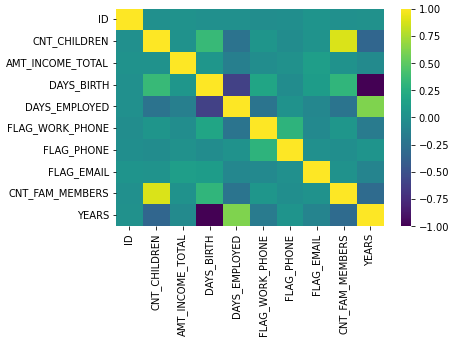 ID
CNT_CHILDREN
AMT_INCOME_TOTAL
DAYS_BIRTH
DAYS_EMPLOYED
FLAG_WORK_PHONE
FLAG_PHONE
FLAG_EMAIL
CNT_FAM_MEMBERS
YEARS
ID
CNT_CHILDREN
AMT_INCOME_TOTAL
DAYS_BIRTH
DAYS_EMPLOYED
FLAG_WORK_PHONE
FLAG_PHONE
FLAG_EMAIL
CNT_FAM_MEMBERS
YEARS
1.00
0.75
0.50
0.25
0.00
−0.25
−0.50
−0.75
−1.00